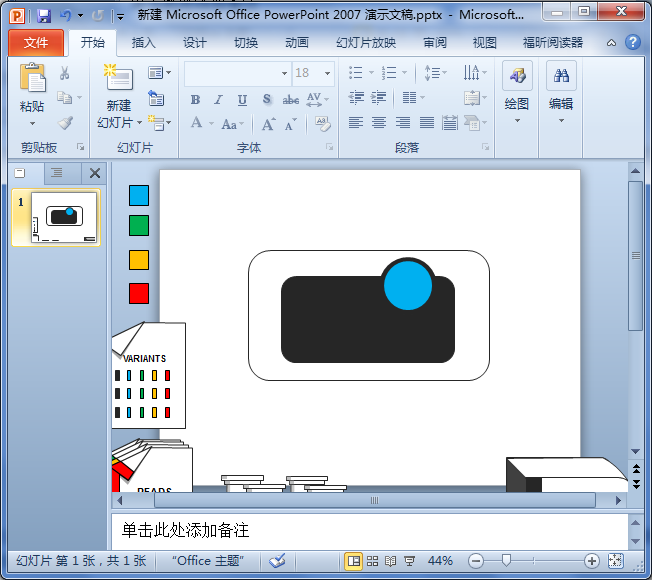 新建 Microsoft Office PowerPoint 2007 演示文稿.pptx - Microsoft...
文件 开始 插入 设计 切换 动画 幻灯片放映 审阅 视图 福昕阅读器
18
粘贴 新建 幻灯片 B I U S abc AV 绘图 编辑
A Aa A A
剪贴板 幻灯片 字体 段落
1
VARIANTS
单击此处添加备注
幻灯片 第 1 张，共 1 张 “Office 主题” 44%